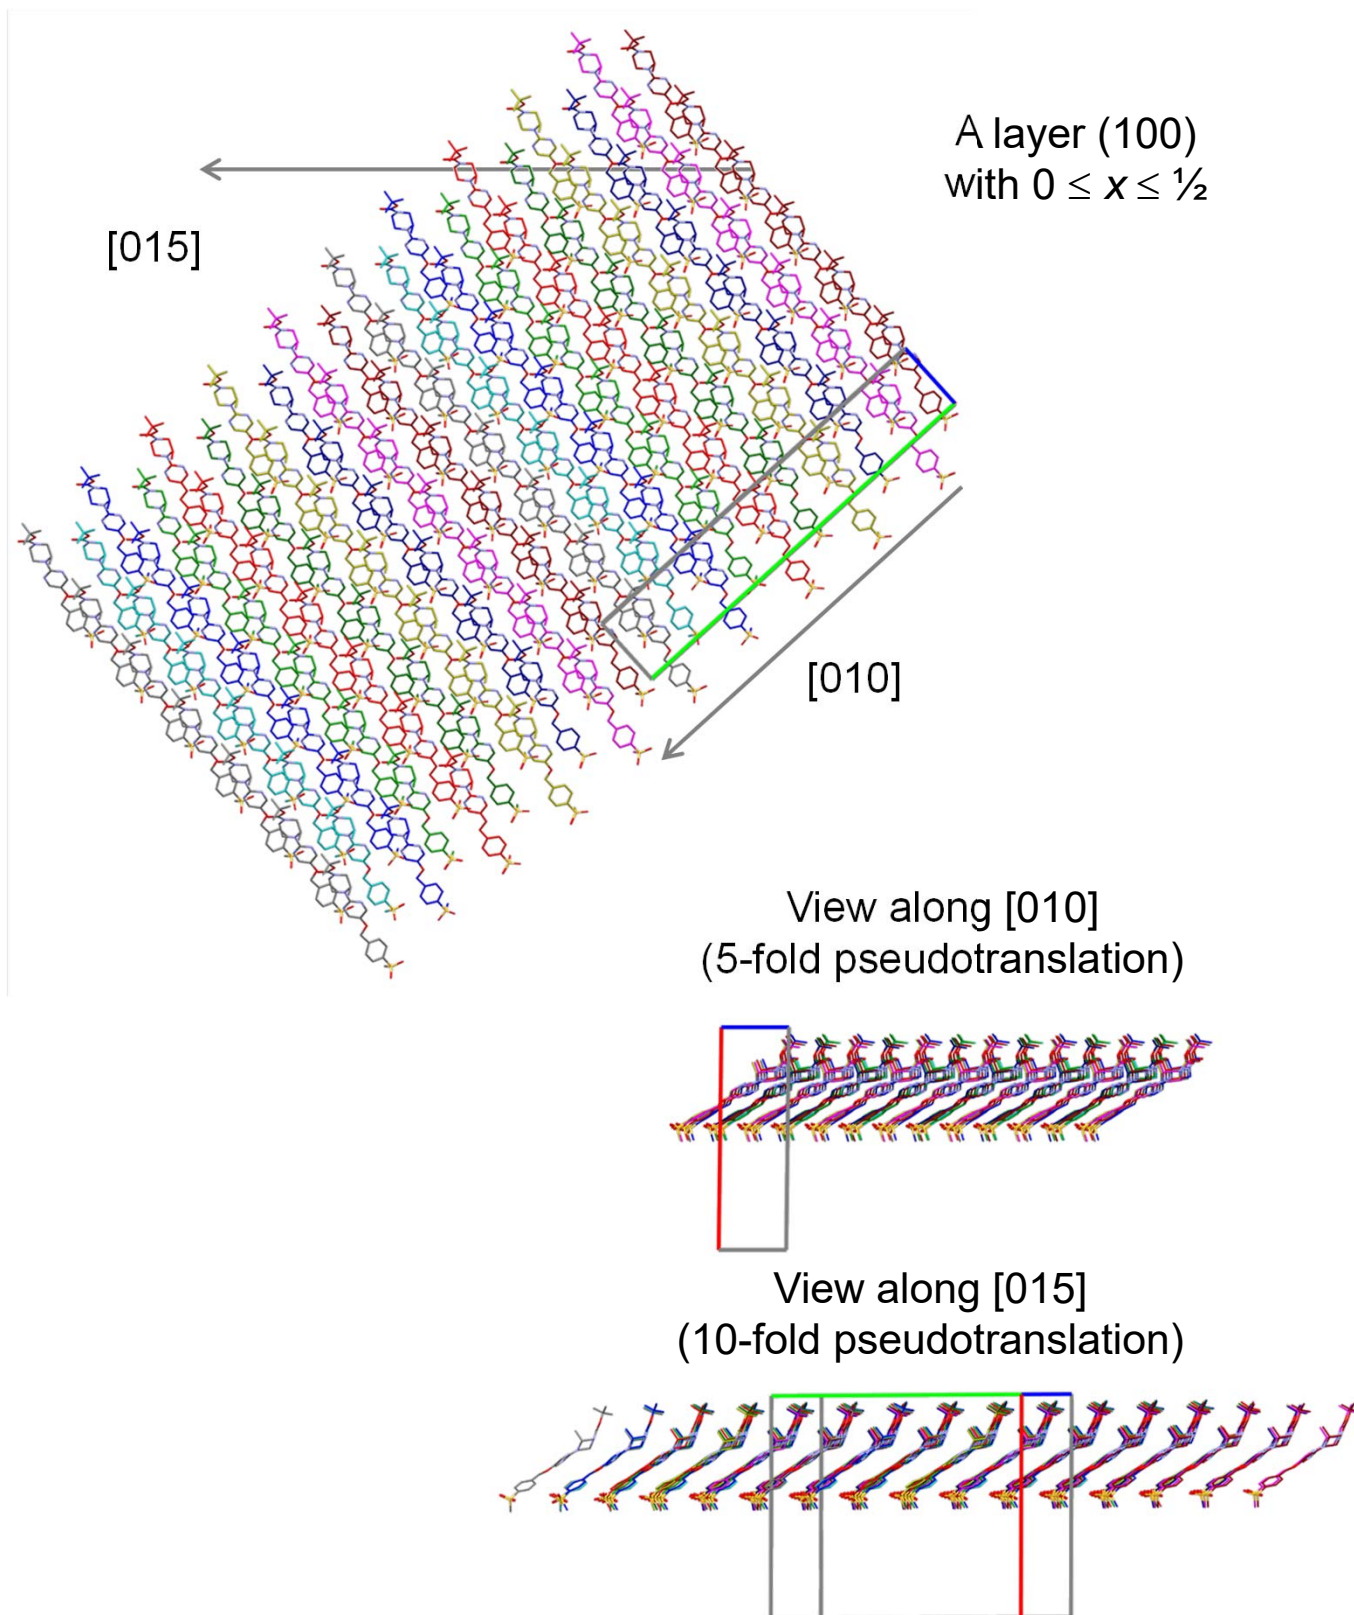 A layer (100)
with 0 ≤ x ≤ ½
[015]
[010]
View along [010]
(5-fold pseudotranslation)
View along [015]
(10-fold pseudotranslation)